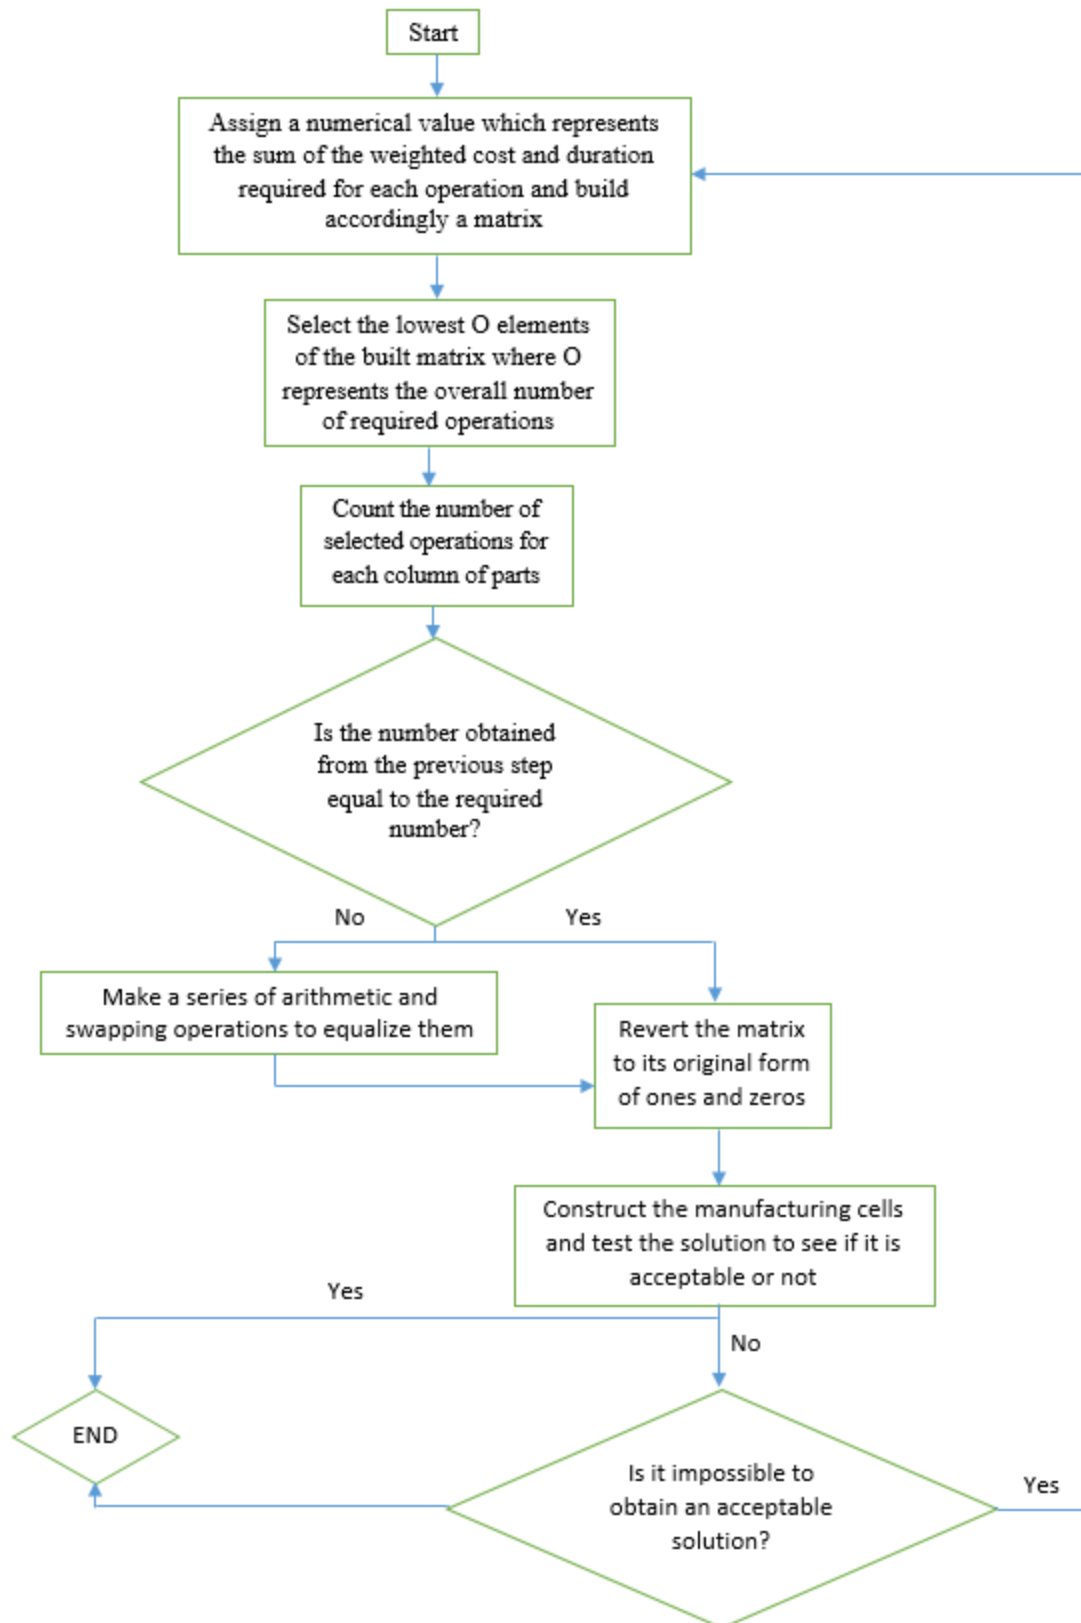 Start
Assign a numerical value which represents
the sum of the weighted cost and duration
required for each operation and build
accordingly a matrix
Select the lowest O elements
of the built matrix where O
represents the overall number
of required operations
Count the number of
selected operations for
each column of parts
Is the number obtained
from the previous step
equal to the required
number?
No
Yes
Make a series of arithmetic and
swapping operations to equalize them
Revert the matrix
to its original form
of ones and zeros
Construct the manufacturing cells
and test the solution to see if it is
acceptable or not
Yes
No
END
Is it impossible to
obtain an acceptable
solution?
Yes